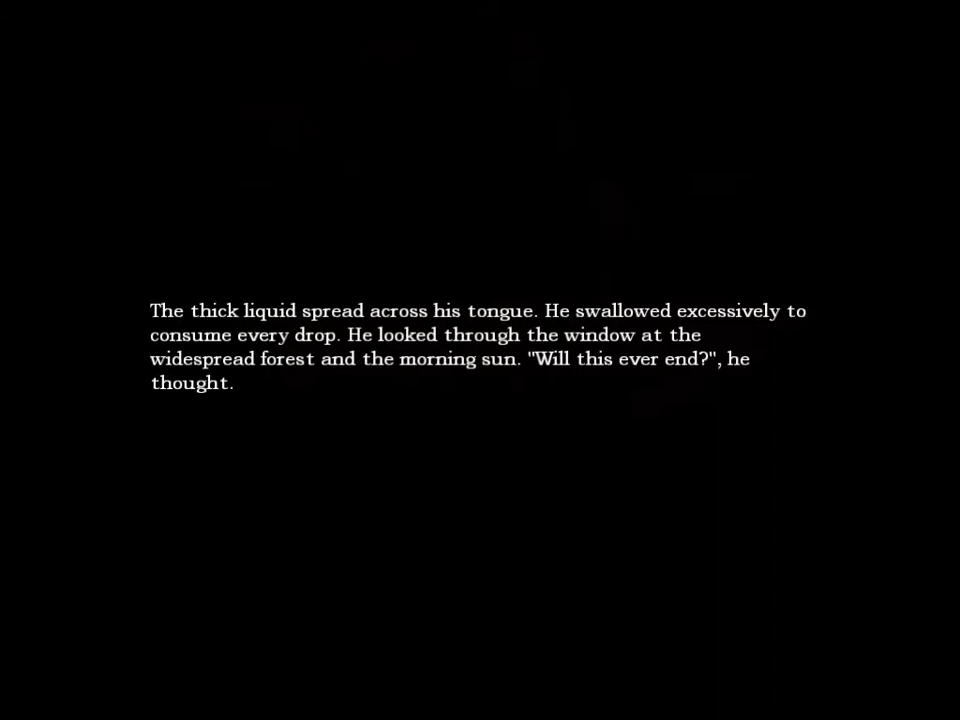 The thick liquid spread across his tongue. He swallowed excessively to
consume every drop. He looked through the window at the
widespread forest and the morning sun. "Will this ever end?", he
thought.